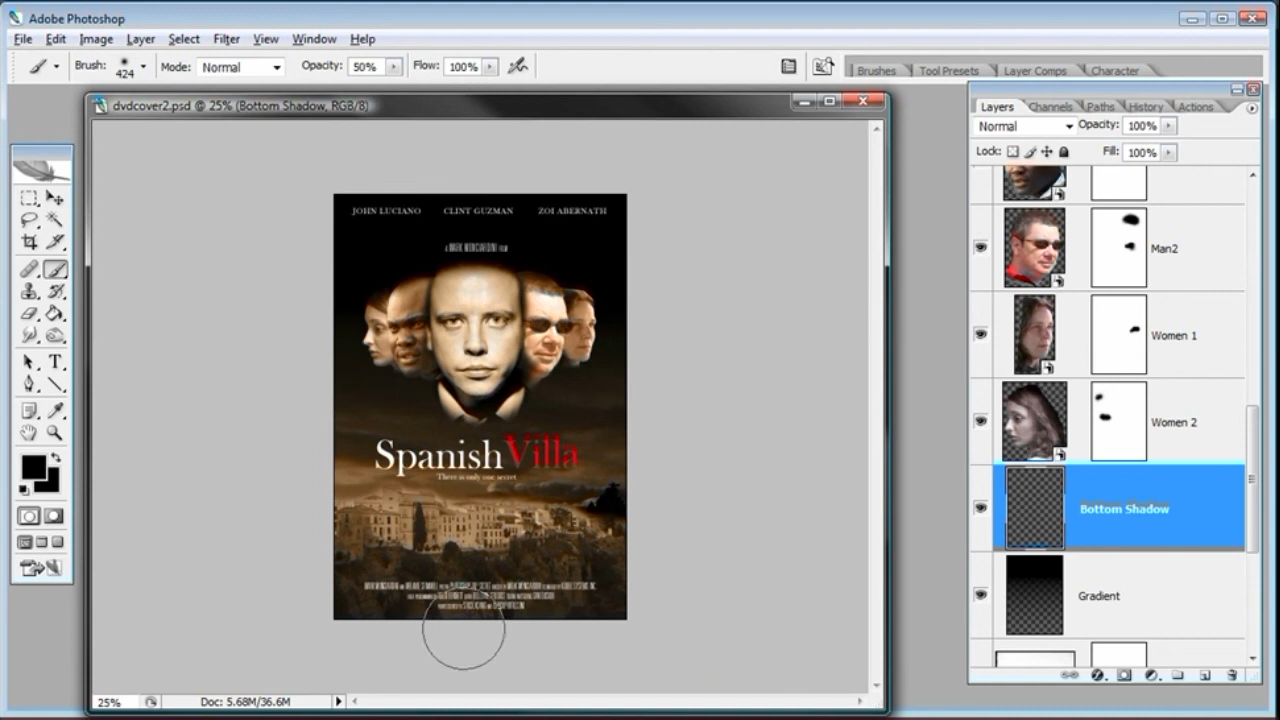 Adobe Photoshop
File Edit Image Layer Select Filter View Window Help
Brush: 424 Mode: Normal Opacity: 50% Flow: 100%
Brushes Tool Presets Layer Comps Character
dvdcover2.psd @ 25% (Bottom Shadow, RGB/8)
Layers Channels Paths History Actions
Normal Opacity: 100%
Lock: Fill: 100%
JOHN LUCIANO CLINT GUZMAN ZOI ABERNATH
Man2
Women 1
Women 2
Spanish Villa
There is only one secret
Bottom Shadow
Gradient
25% Doc: 5.68M/36.6M